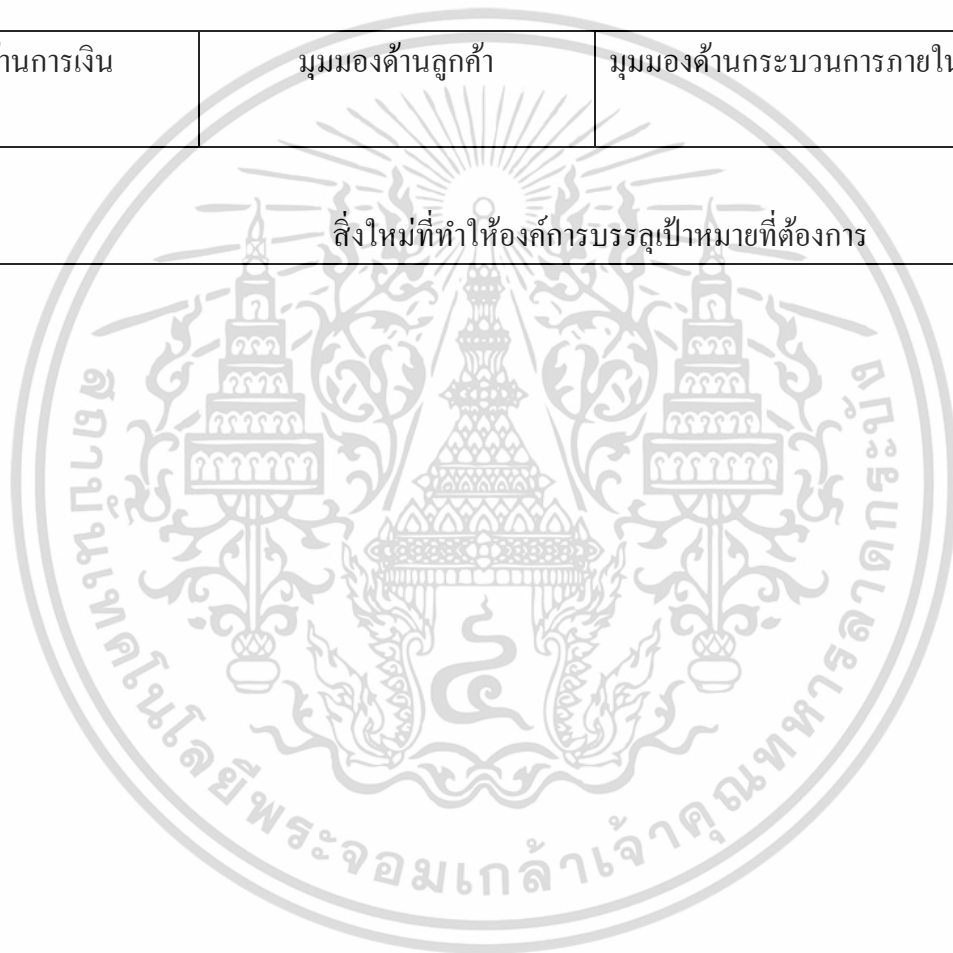 านการเงิน มุมมองด้านลูกค้า มุมมองด้านกระบวนการภายใน
สิ่งใหม่ที่ทำให้องค์การบรรลุเป้าหมายที่ต้องการ
สถาบันเทคโนโลยีพระจอมเกล้าเจ้าคุณทหารลาดกระบัง